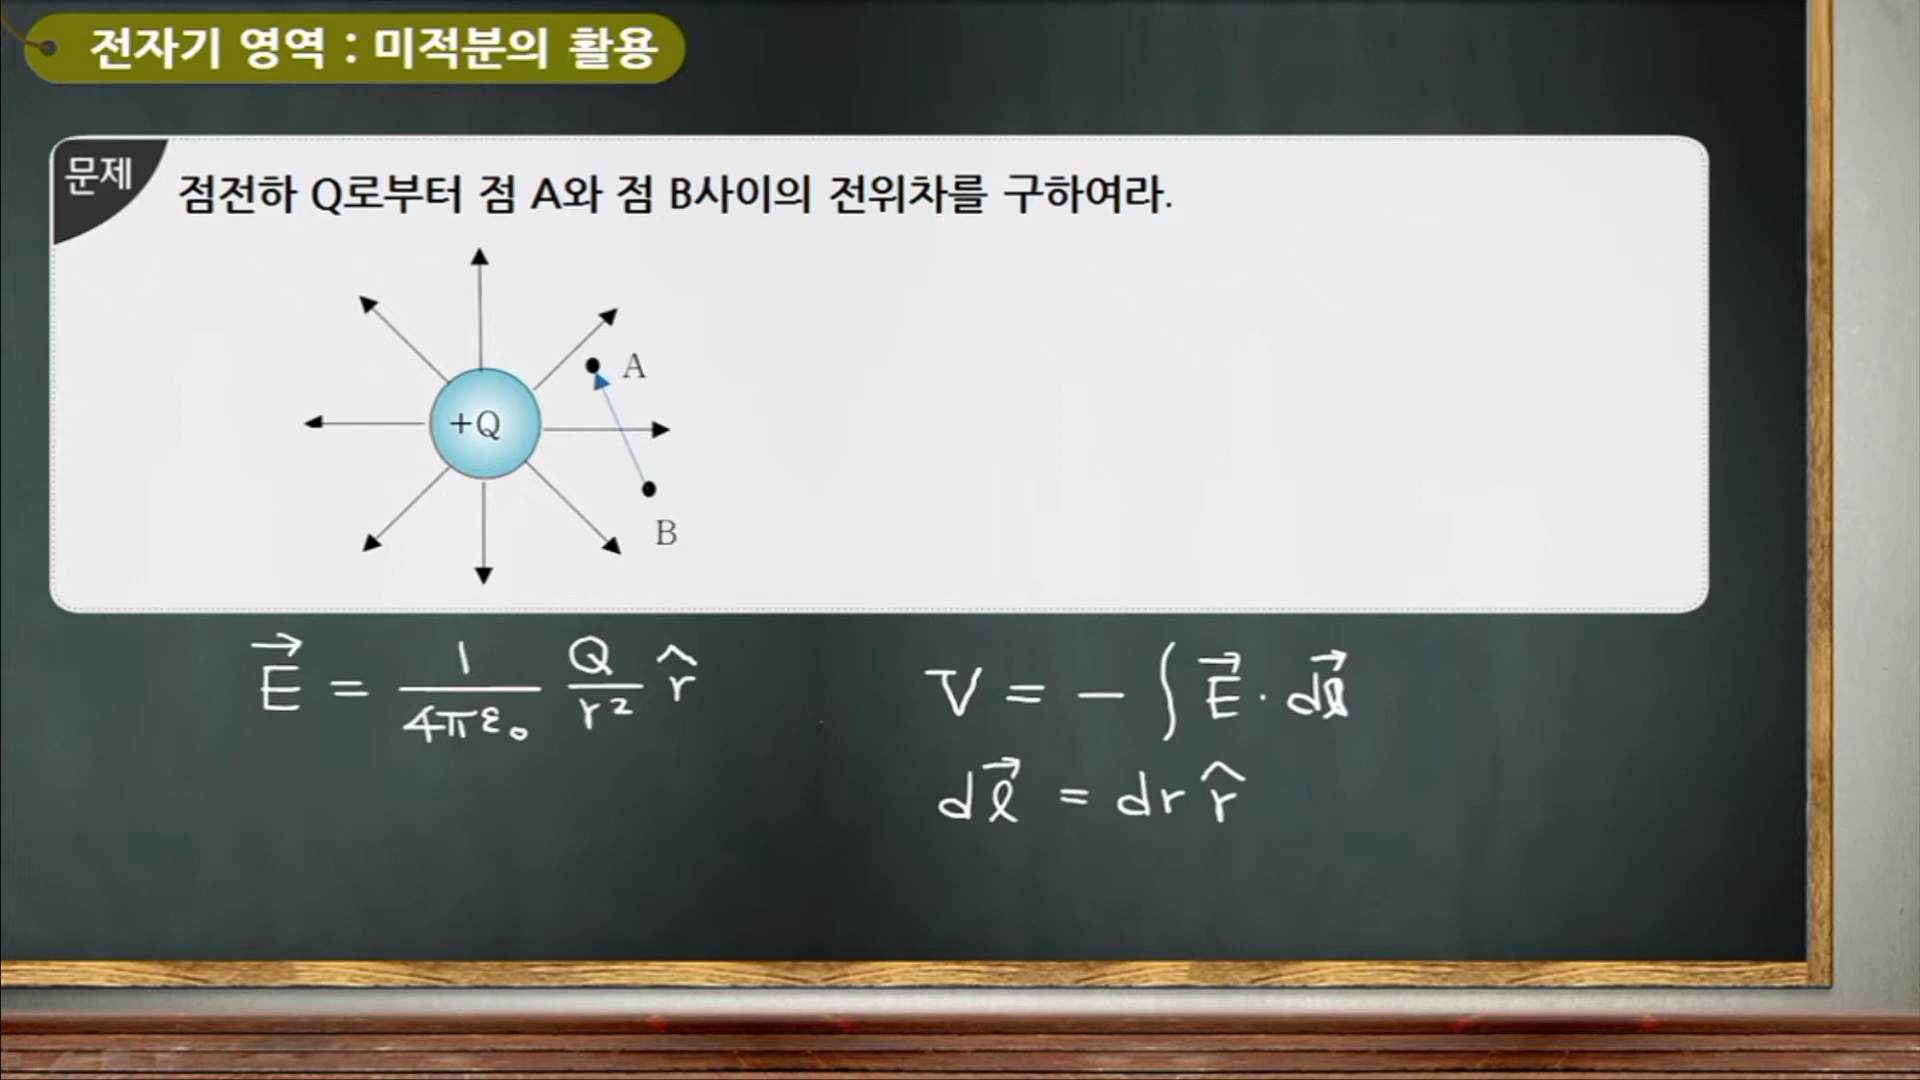 전자기 영역 : 미적분의 활용
문제
점전하 Q로부터 점 A와 점 B사이의 전위차를 구하여라.
A
+Q
B
E⃗ = 1/4πε₀ Q/r² r̂
V = - ∫ E⃗ · dℓ⃗
dℓ⃗ = dr r̂